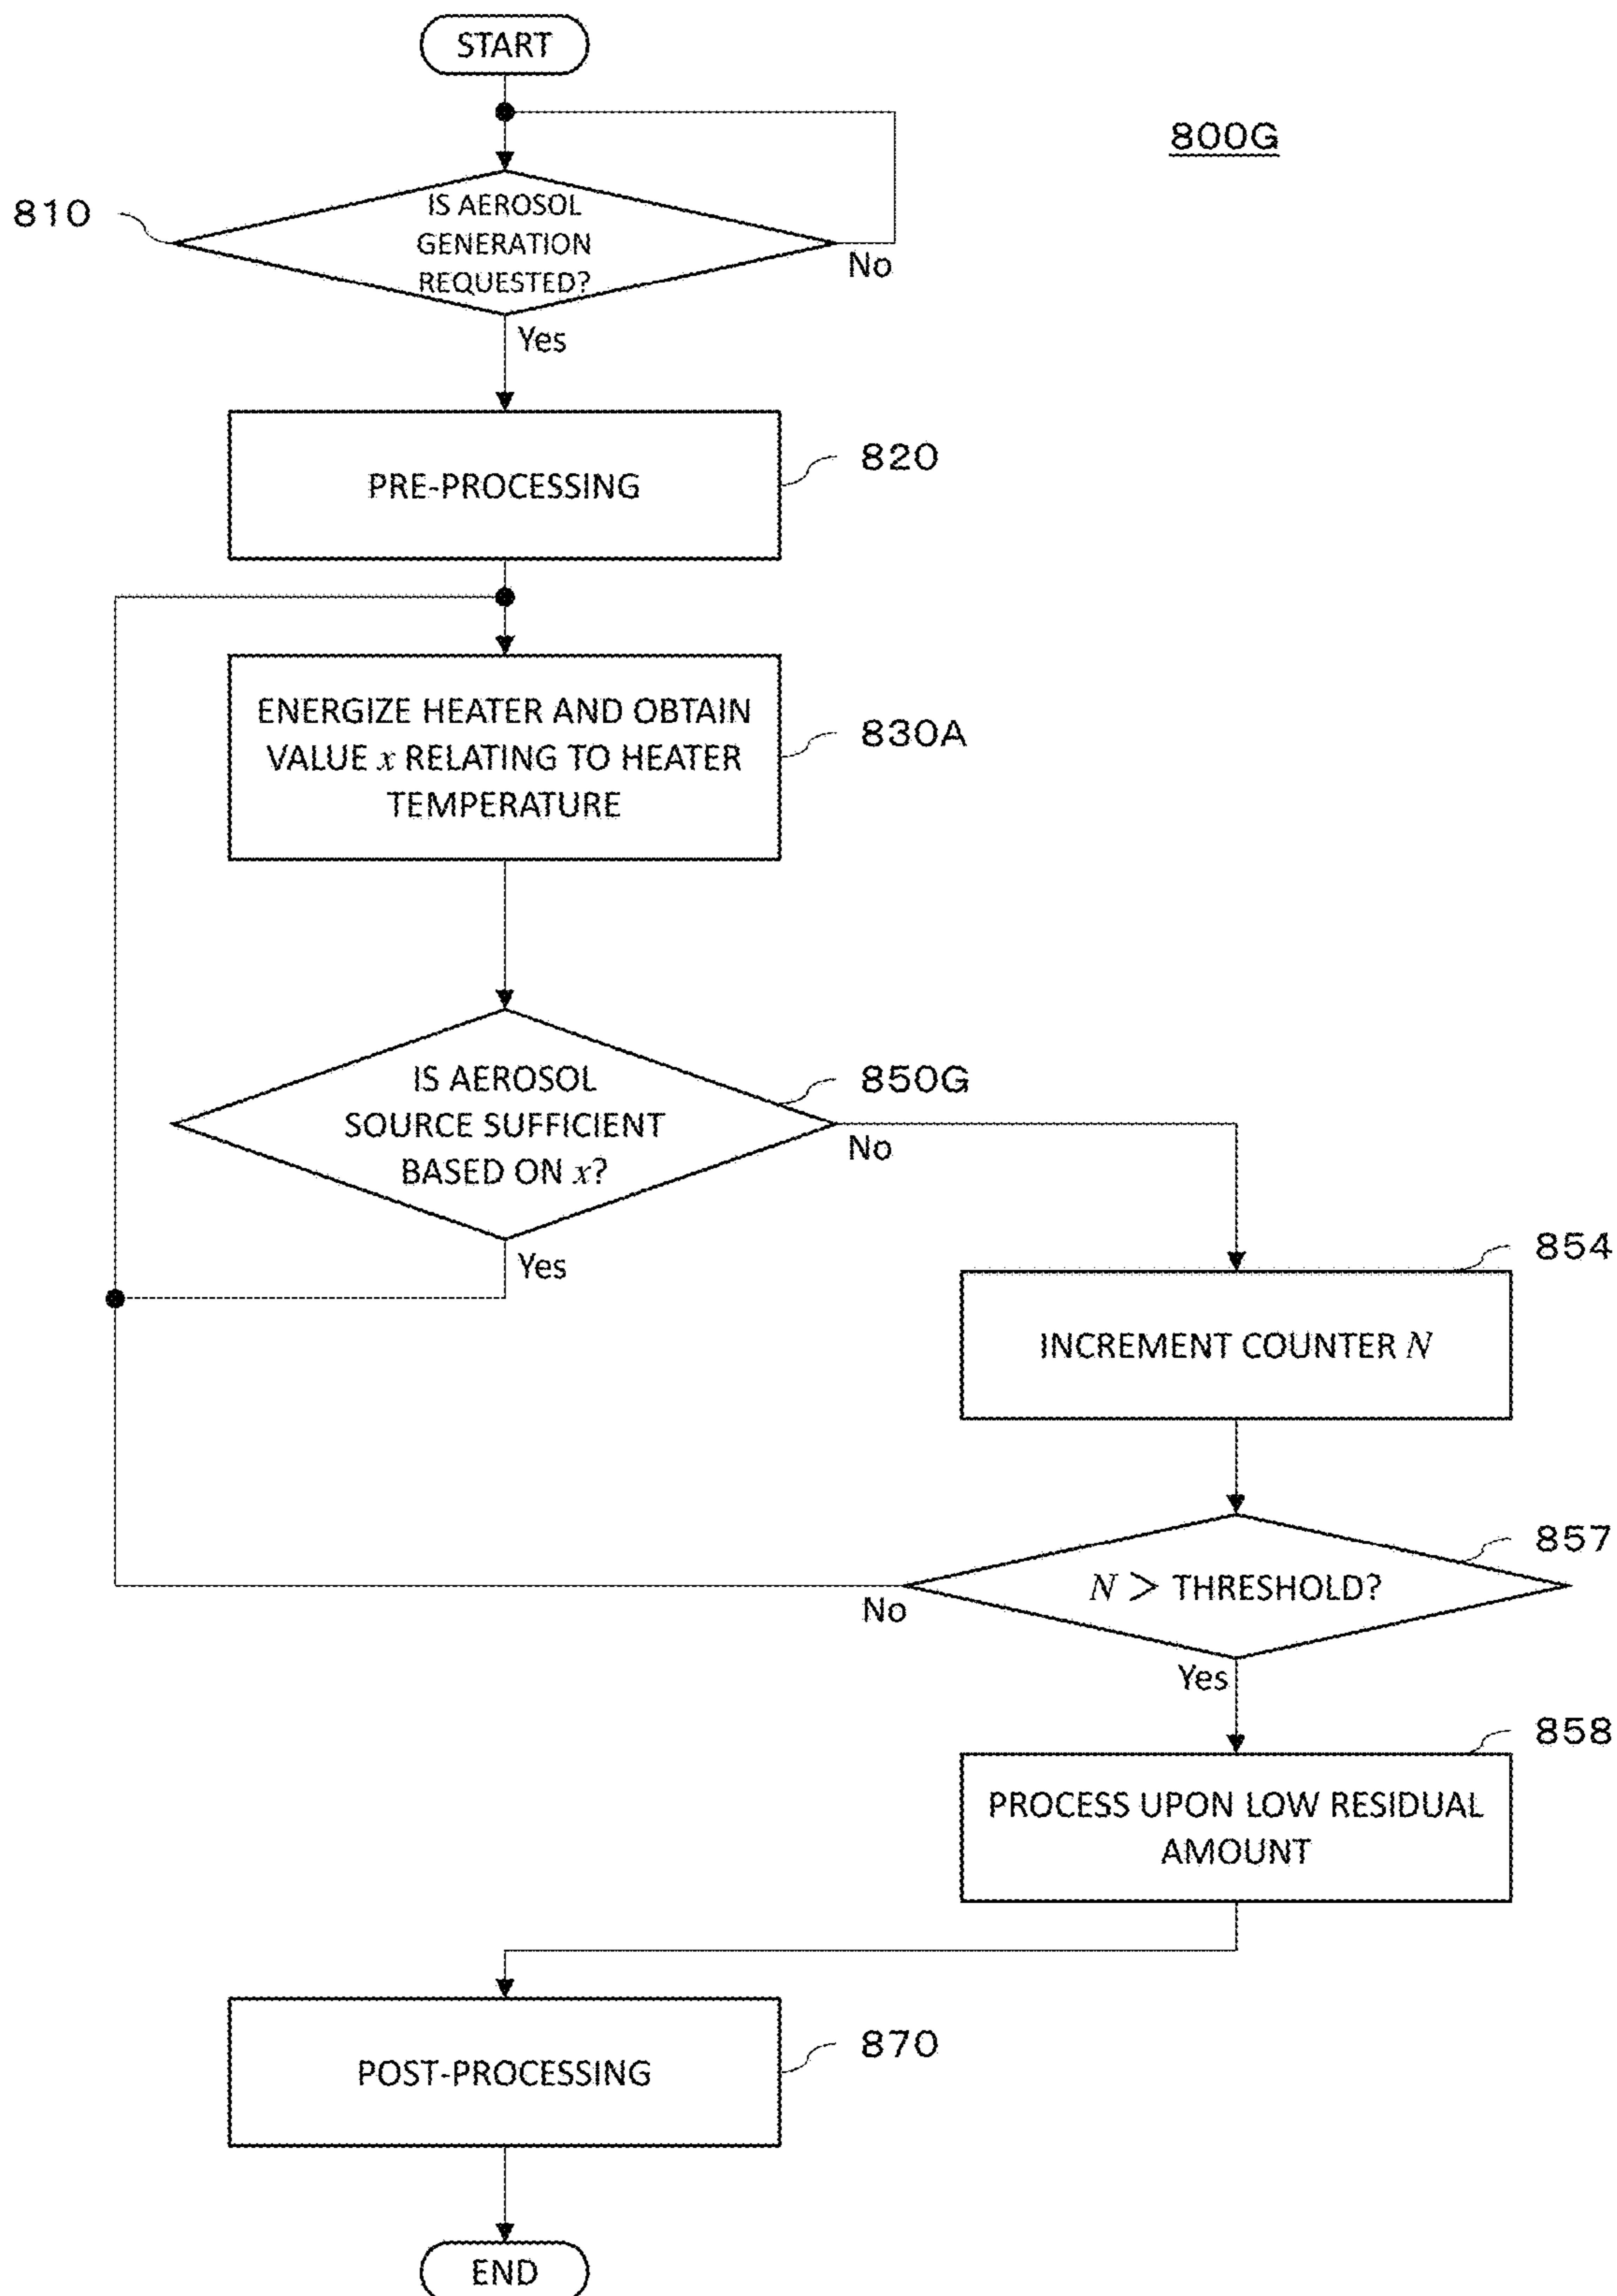 START
800G
810
IS AEROSOL
GENERATION
REQUESTED?
No
Yes
820
PRE-PROCESSING
ENERGIZE HEATER AND OBTAIN
VALUE x RELATING TO HEATER
TEMPERATURE
830A
IS AEROSOL
SOURCE SUFFICIENT
BASED ON x?
850G
No
Yes
854
INCREMENT COUNTER N
857
N > THRESHOLD?
No
Yes
858
PROCESS UPON LOW RESIDUAL
AMOUNT
870
POST-PROCESSING
END